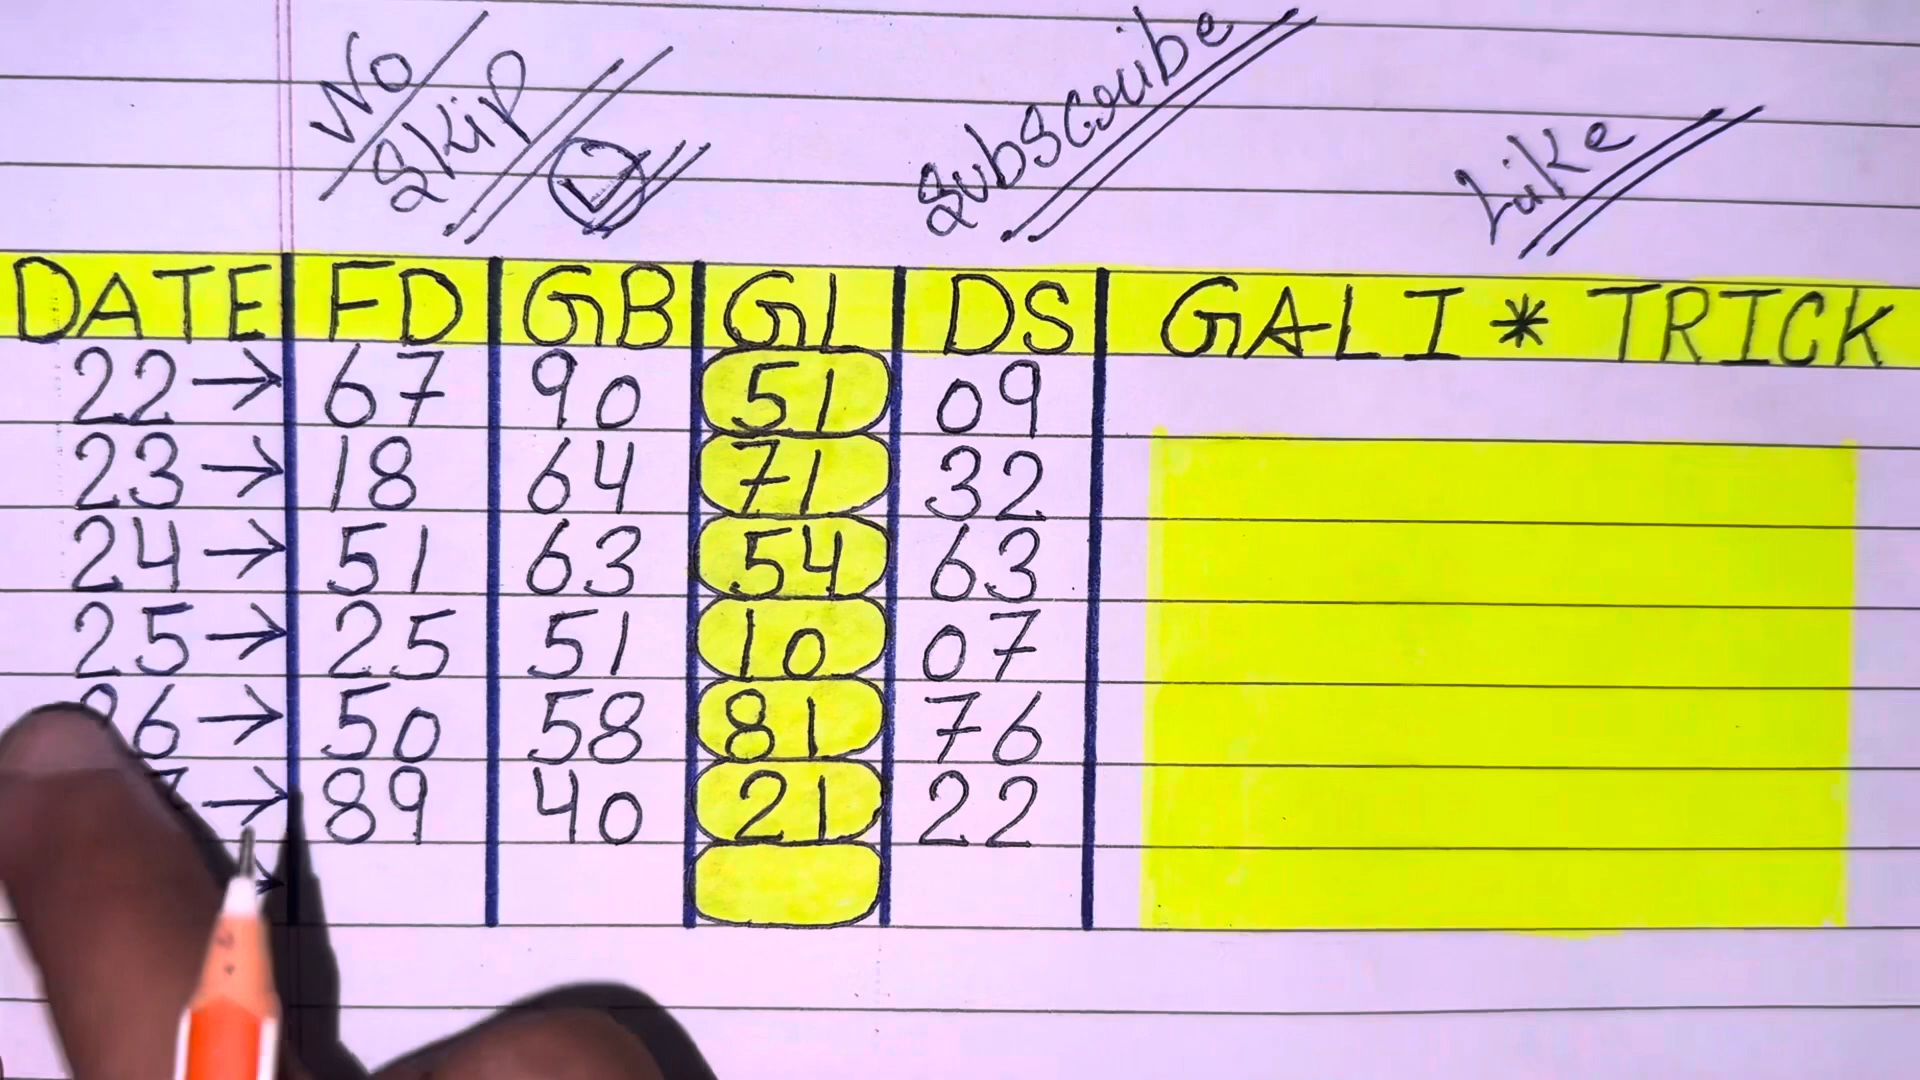 No
Skip
Subscribe
Like
DATE FD GB GL DS GALI * TRICK
22→ 67 90 51 09
23→ 18 64 71 32
24→ 51 63 54 63
25→ 25 51 10 07
26→ 50 58 81 76
→ 89 40 21 22